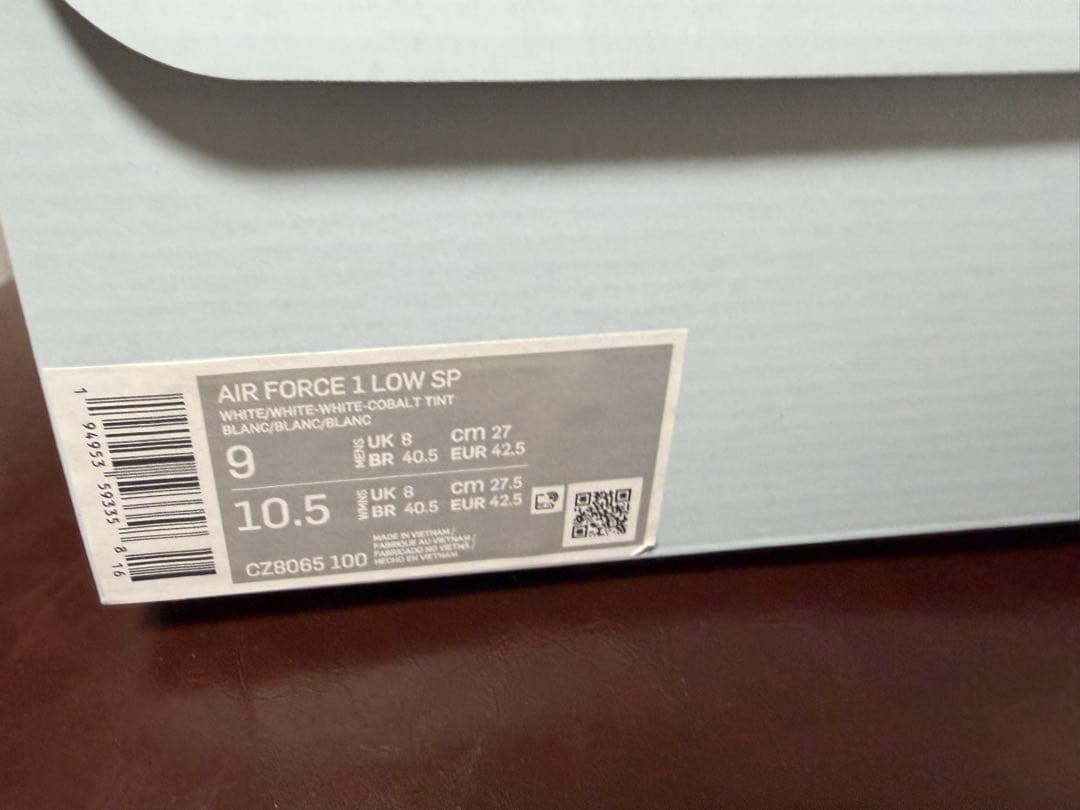 AIR FORCE 1 LOW SP
WHITE/WHITE-WHITE-COBALT TINT
BLANC/BLANC/BLANC
9 MENS UK 8 cm 27
BR 40.5 EUR 42.5
10.5 WMNS UK 8 cm 27.5
BR 40.5 EUR 42.5
CZ8065 100
MADE IN VIETNAM /
FABRIQUE AU VIETNAM /
FABRICADO NO VIETNÃ /
HECHO EN VIETNAM
1 94953 59335 8 16